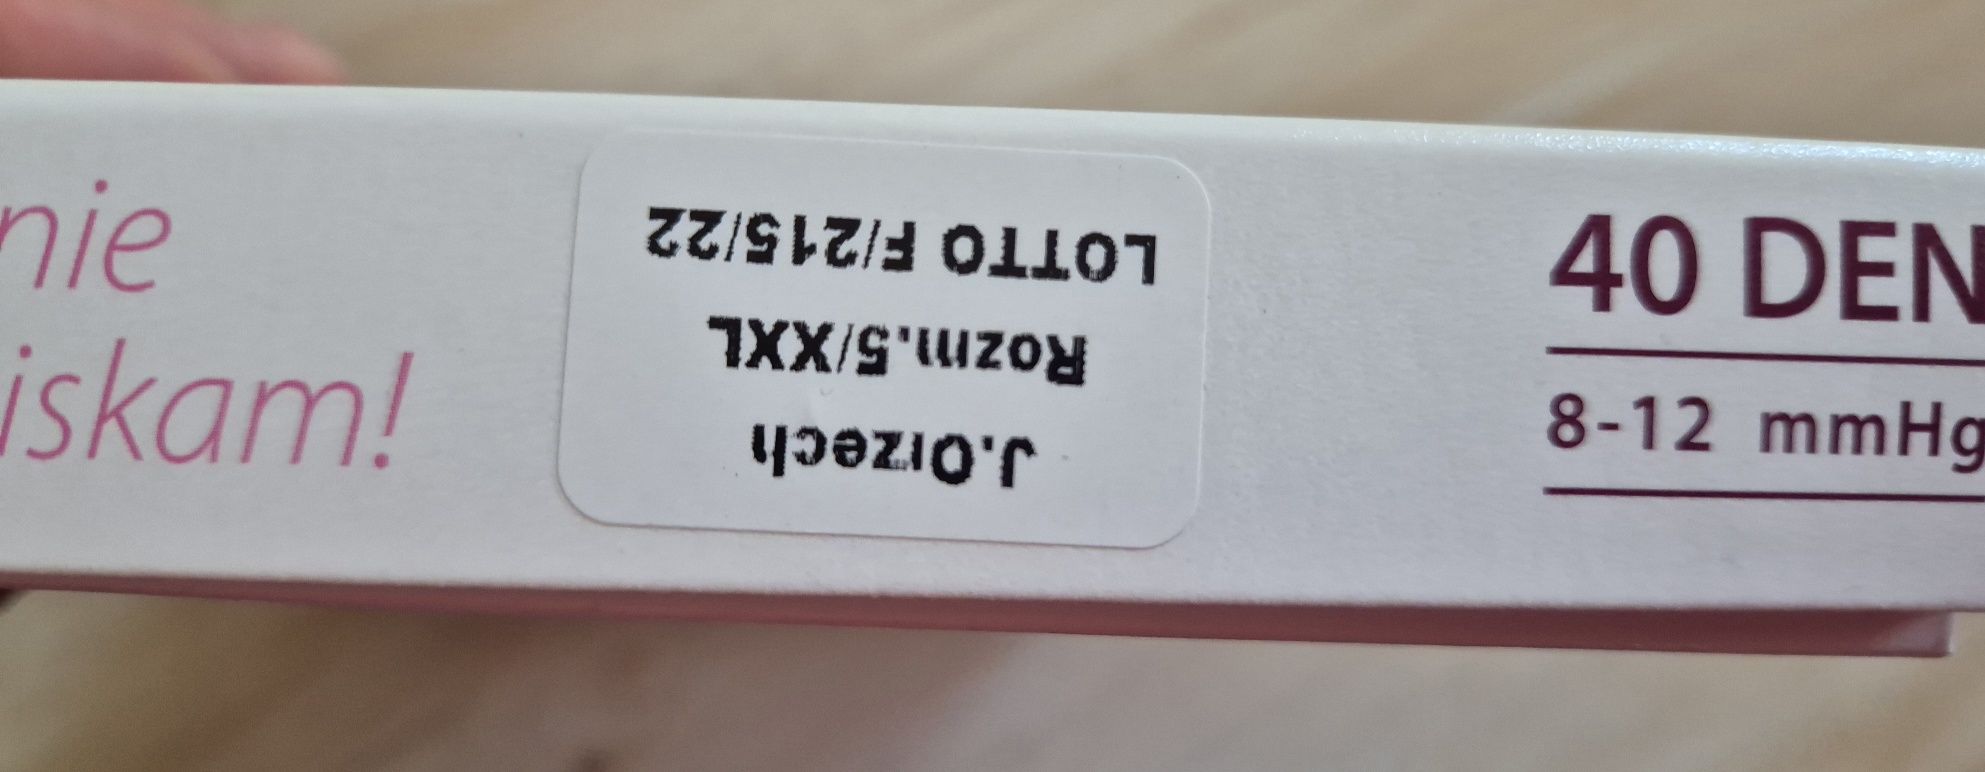 nie
iskam!
J.Orzech
Rozm.5/XXL
LOTTO F/215/22
40 DEN
8-12 mmHg